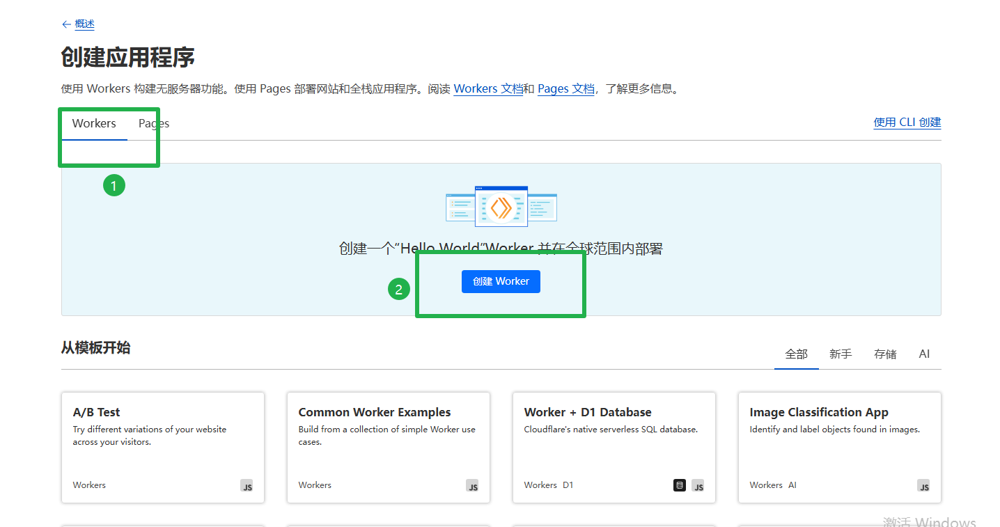 ← 概述
创建应用程序
使用 Workers 构建无服务器功能。使用 Pages 部署网站和全栈应用程序。阅读 Workers 文档和 Pages 文档，了解更多信息。
Workers Pages 使用 CLI 创建
1
创建一个“Hello World”Worker 并在全球范围内部署
2 创建 Worker
从模板开始 全部 新手 存储 AI
A/B Test Common Worker Examples Worker + D1 Database Image Classification App
Try different variations of your website Build from a collection of simple Worker use Cloudflare's native serverless SQL database. Identify and label objects found in images.
across your visitors. cases.
Workers JS Workers JS Workers D1 JS Workers AI JS
激活 Windows